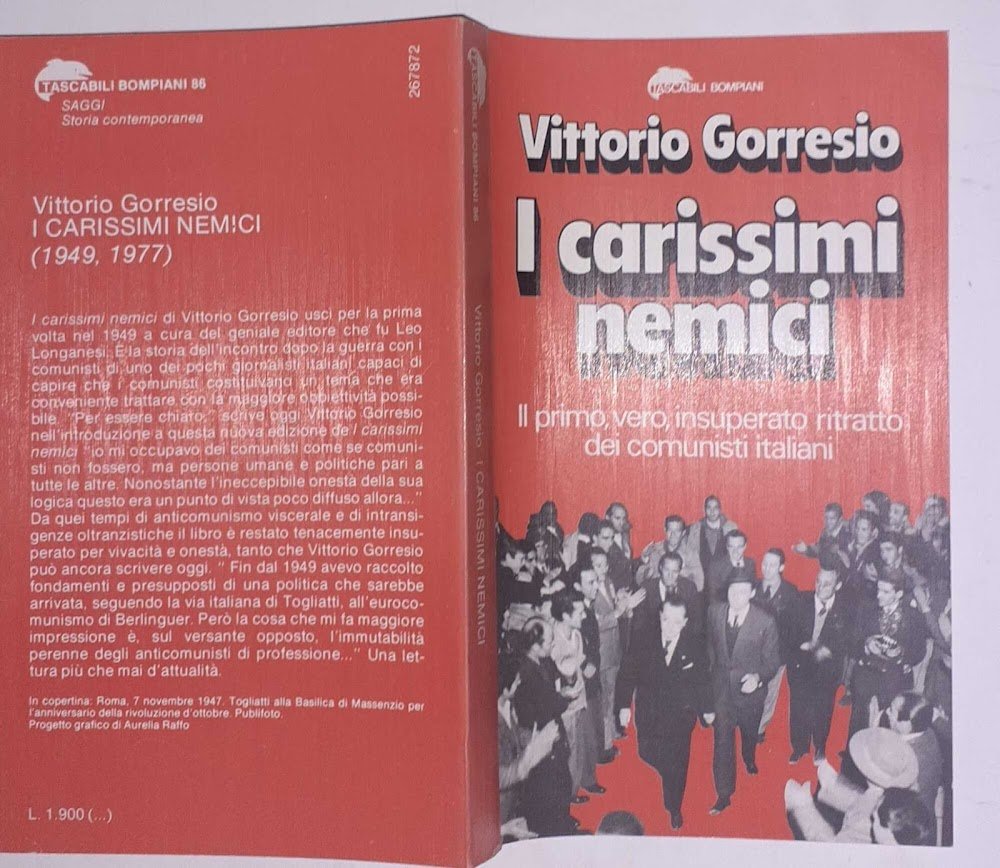 TASCABILI BOMPIANI 86
SAGGI
Storia contemporanea
267872
Vittorio Gorresio
I CARISSIMI NEMICI
(1949, 1977)
I carissimi nemici di Vittorio Gorresio uscì per la prima
volta nel 1949 a cura del geniale editore che fu Leo
Longanesi. È la storia dell'incontro dopo la guerra con i
comunisti di uno dei pochi giornalisti italiani capaci di
capire che i comunisti costituivano un tema che era
conveniente trattare con la maggiore obbiettività possi-
bile. "Per essere chiaro" scrive oggi Vittorio Gorresio
nell'introduzione a questa nuova edizione de I carissimi
nemici "io mi occupavo dei comunisti come se comuni-
sti non fossero, ma persone umane e politiche pari a
tutte le altre. Nonostante l'ineccepibile onestà della sua
logica questo era un punto di vista poco diffuso allora..."
Da quei tempi di anticomunismo viscerale e di intransi-
genze oltranzistiche il libro è restato tenacemente insu-
perato per vivacità e onestà, tanto che Vittorio Gorresio
può ancora scrivere oggi. " Fin dal 1949 avevo raccolto
fondamenti e presupposti di una politica che sarebbe
arrivata, seguendo la via italiana di Togliatti, all'euroco-
munismo di Berlinguer. Però la cosa che mi fa maggiore
impressione è, sul versante opposto, l'immutabilità
perenne degli anticomunisti di professione..." Una let-
tura più che mai d'attualità.
In copertina: Roma, 7 novembre 1947. Togliatti alla Basilica di Massenzio per
l'anniversario della rivoluzione d'ottobre. Publifoto.
Progetto grafico di Aurelia Raffo
L. 1.900 (...)
TASCABILI BOMPIANI 86
Vittorio Gorresio I CARISIMI NEMICI
TASCABILI BOMPIANI
Vittorio Gorresio
I carissimi
nemici
Il primo, vero, insuperato ritratto
dei comunisti italiani